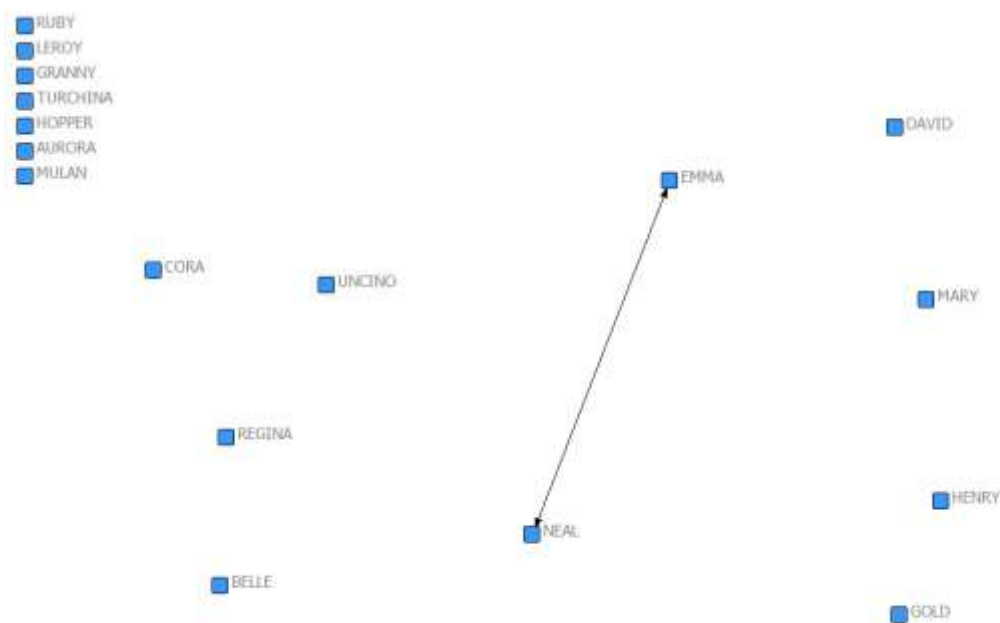 RUBY
LEROY
GRANNY
TURCHINA
HOPPER
AURORA
MULAN
DAVID
EMMA
CORA
UNCINO
MARY
REGINA
HENRY
NEAL
BELLE
GOLD